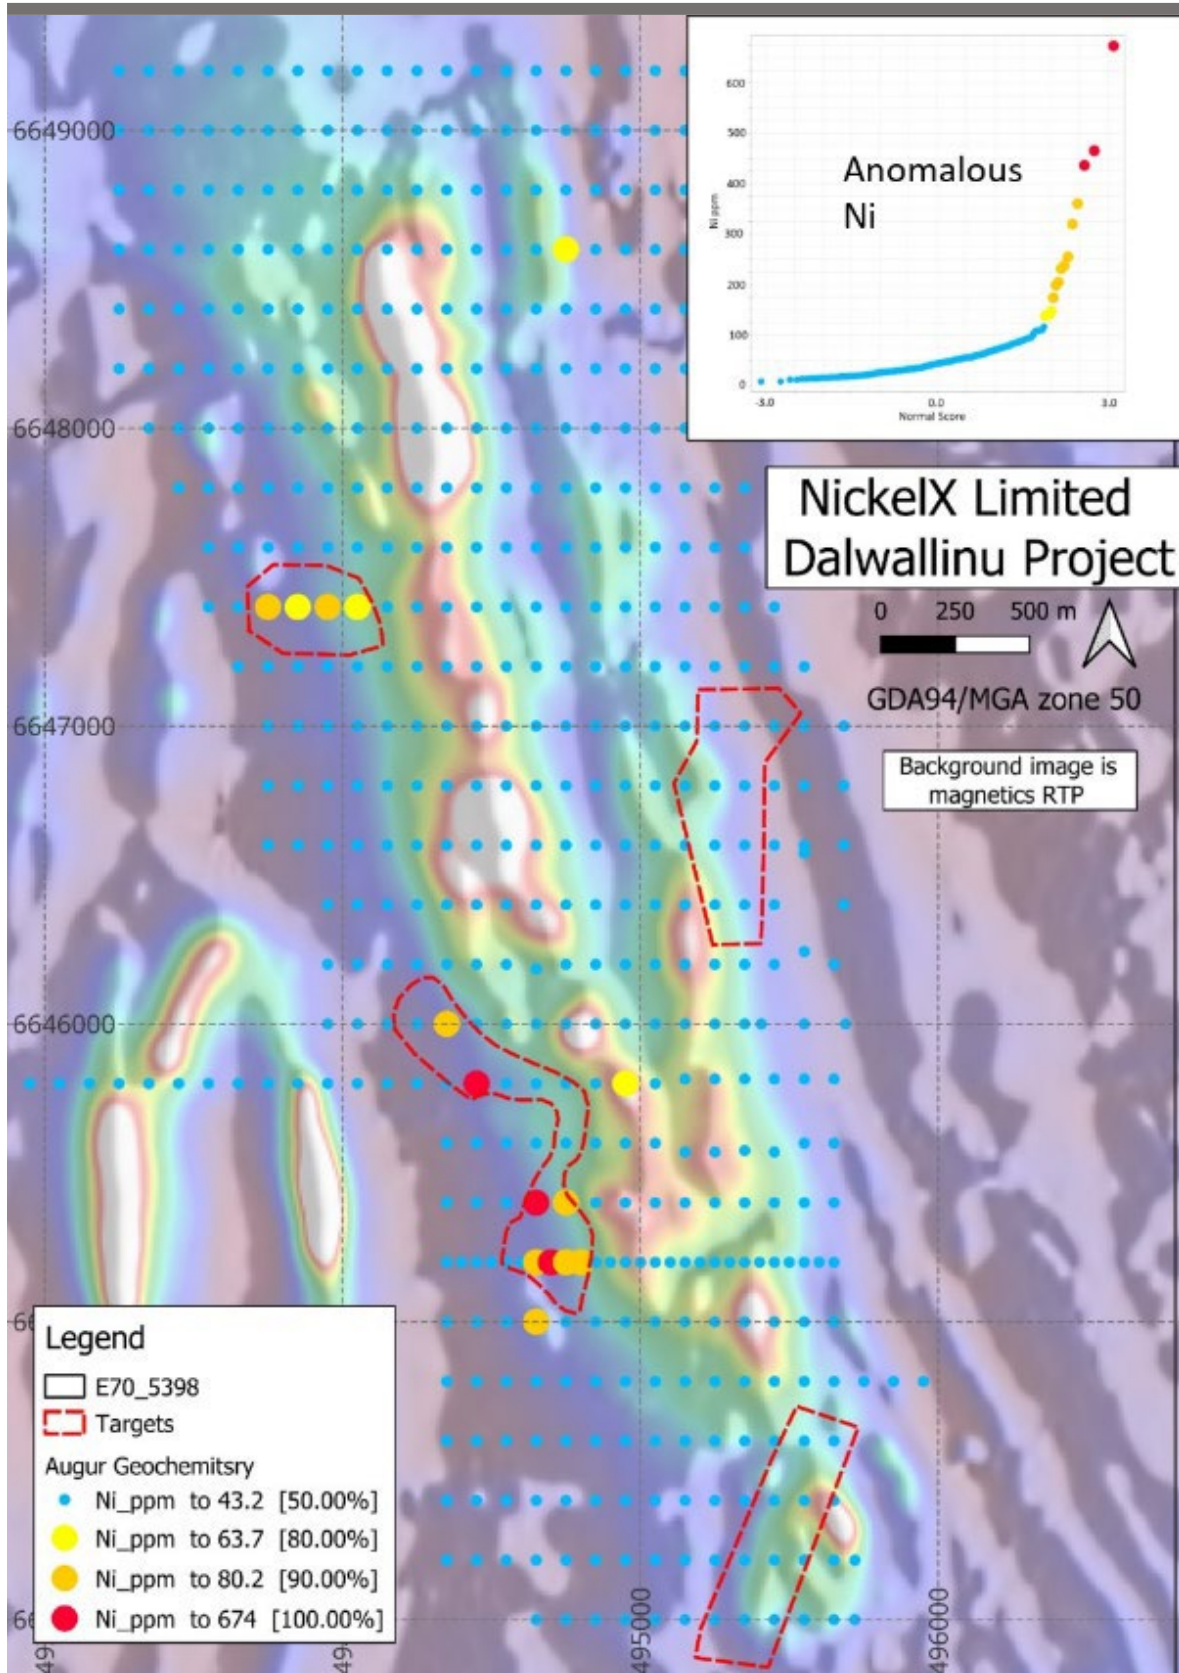 600
500
400
300
200
100
0
Ni ppm
Anomalous
Ni
-3.0
0.0
3.0
Normal Score
6649000
6648000
6647000
6646000
NickelX Limited
Dalwallinu Project
0 250 500 m
GDA94/MGA zone 50
Background image is
magnetics RTP
Legend
E70_5398
Targets
Augur Geochemitsry
Ni_ppm to 43.2 [50.00%]
Ni_ppm to 63.7 [80.00%]
Ni_ppm to 80.2 [90.00%]
Ni_ppm to 674 [100.00%]
495000
496000